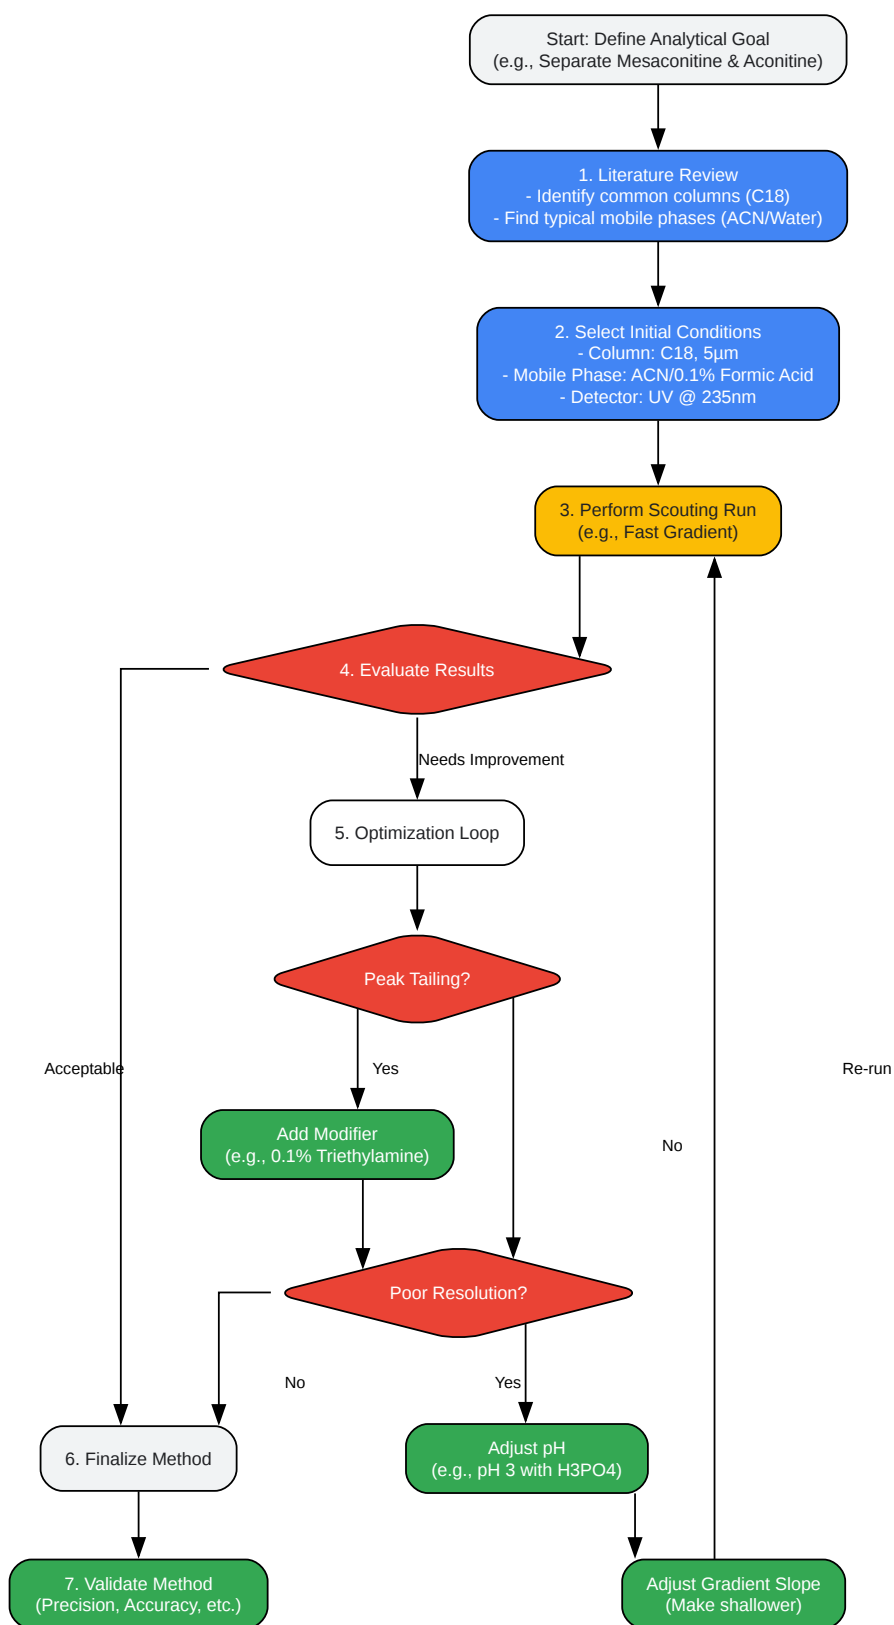 Start: Define Analytical Goal
(e.g., Separate Mesaconitine & Aconitine)
1. Literature Review
- Identify common columns (C18)
- Find typical mobile phases (ACN/Water)
2. Select Initial Conditions
- Column: C18, 5µm
- Mobile Phase: ACN/0.1% Formic Acid
- Detector: UV @ 235nm
3. Perform Scouting Run
(e.g., Fast Gradient)
4. Evaluate Results
Needs Improvement
5. Optimization Loop
Peak Tailing?
Acceptable
Yes
Re-run
Add Modifier
(e.g., 0.1% Triethylamine)
No
Poor Resolution?
No
Yes
6. Finalize Method
Adjust pH
(e.g., pH 3 with H3PO4)
7. Validate Method
(Precision, Accuracy, etc.)
Adjust Gradient Slope
(Make shallower)